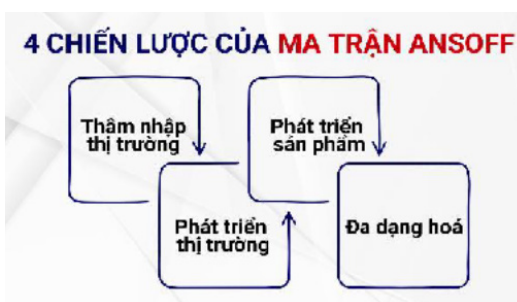 4 CHIẾN LƯỢC CỦA MA TRẬN ANSOFF
Thâm nhập
thị trường
Phát triển
thị trường
Phát triển
sản phẩm
Đa dạng hoá